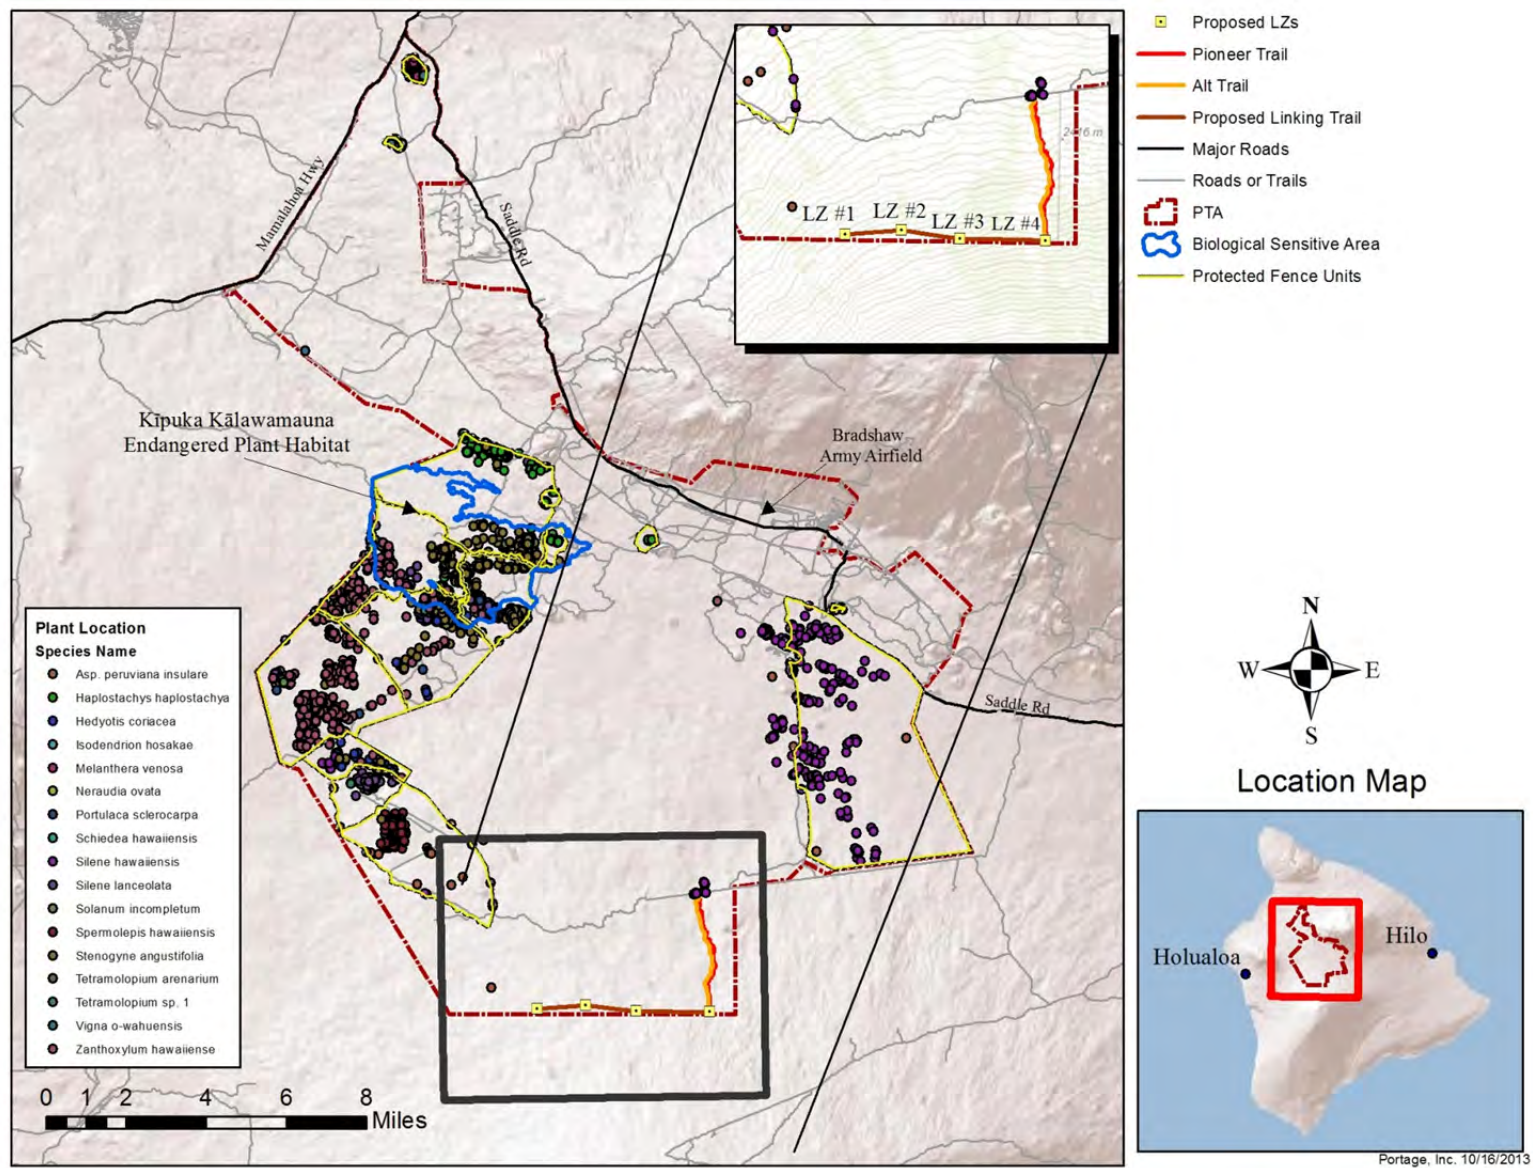 Proposed LZs
Pioneer Trail
Alt Trail
Proposed Linking Trail
Major Roads
Roads or Trails
PTA
Biological Sensitive Area
Protected Fence Units
2416 m
LZ #1
LZ #2
LZ #3
LZ #4
Mamalahoa Hwy
Saddle Rd
Kīpuka Kālawamauna
Endangered Plant Habitat
Bradshaw
Army Airfield
Saddle Rd
Plant Location
Species Name
Asp. peruviana insulare
Haplostachys haplostachya
Hedyotis coriacea
Isodendrion hosakae
Melanthera venosa
Neraudia ovata
Portulaca sclerocarpa
Schiedea hawaiiensis
Silene hawaiiensis
Silene lanceolata
Solanum incompletum
Spermolepis hawaiiensis
Stenogyne angustifolia
Tetramolopium arenarium
Tetramolopium sp. 1
Vigna o-wahuensis
Zanthoxylum hawaiiense
0 1 2 4 6 8
Miles
N
W E
S
Location Map
Holualoa
Hilo
Portage, Inc. 10/16/2013